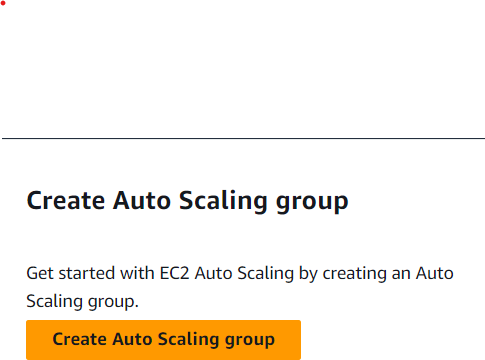 Create Auto Scaling group
Get started with EC2 Auto Scaling by creating an Auto
Scaling group.
Create Auto Scaling group